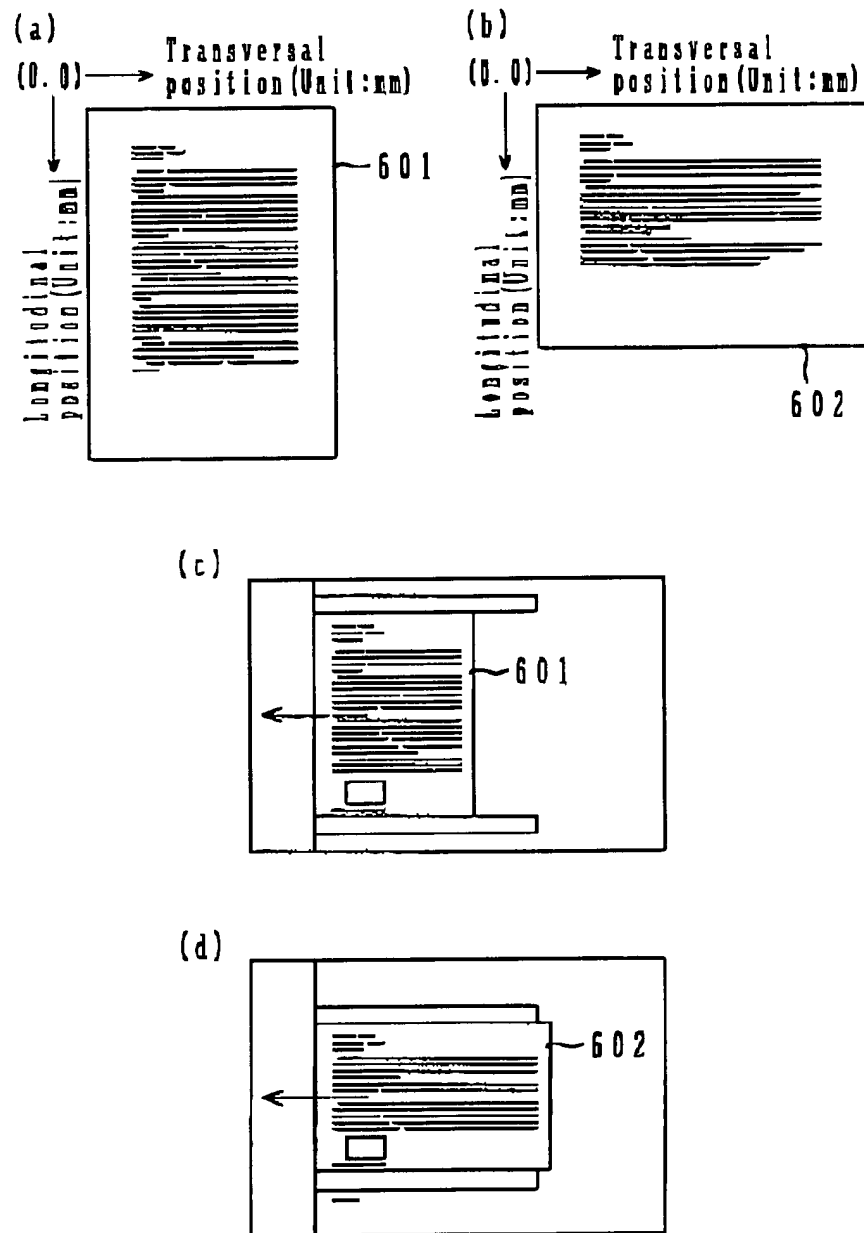 (a)
(0.0)
Transversal
position(Unit:mm)
Longitudinal
position(Unit:mm)
601
(b)
(0.0)
Transversal
position(Unit:mm)
Longitudinal
position(Unit:mm)
602
(c)
601
(d)
602